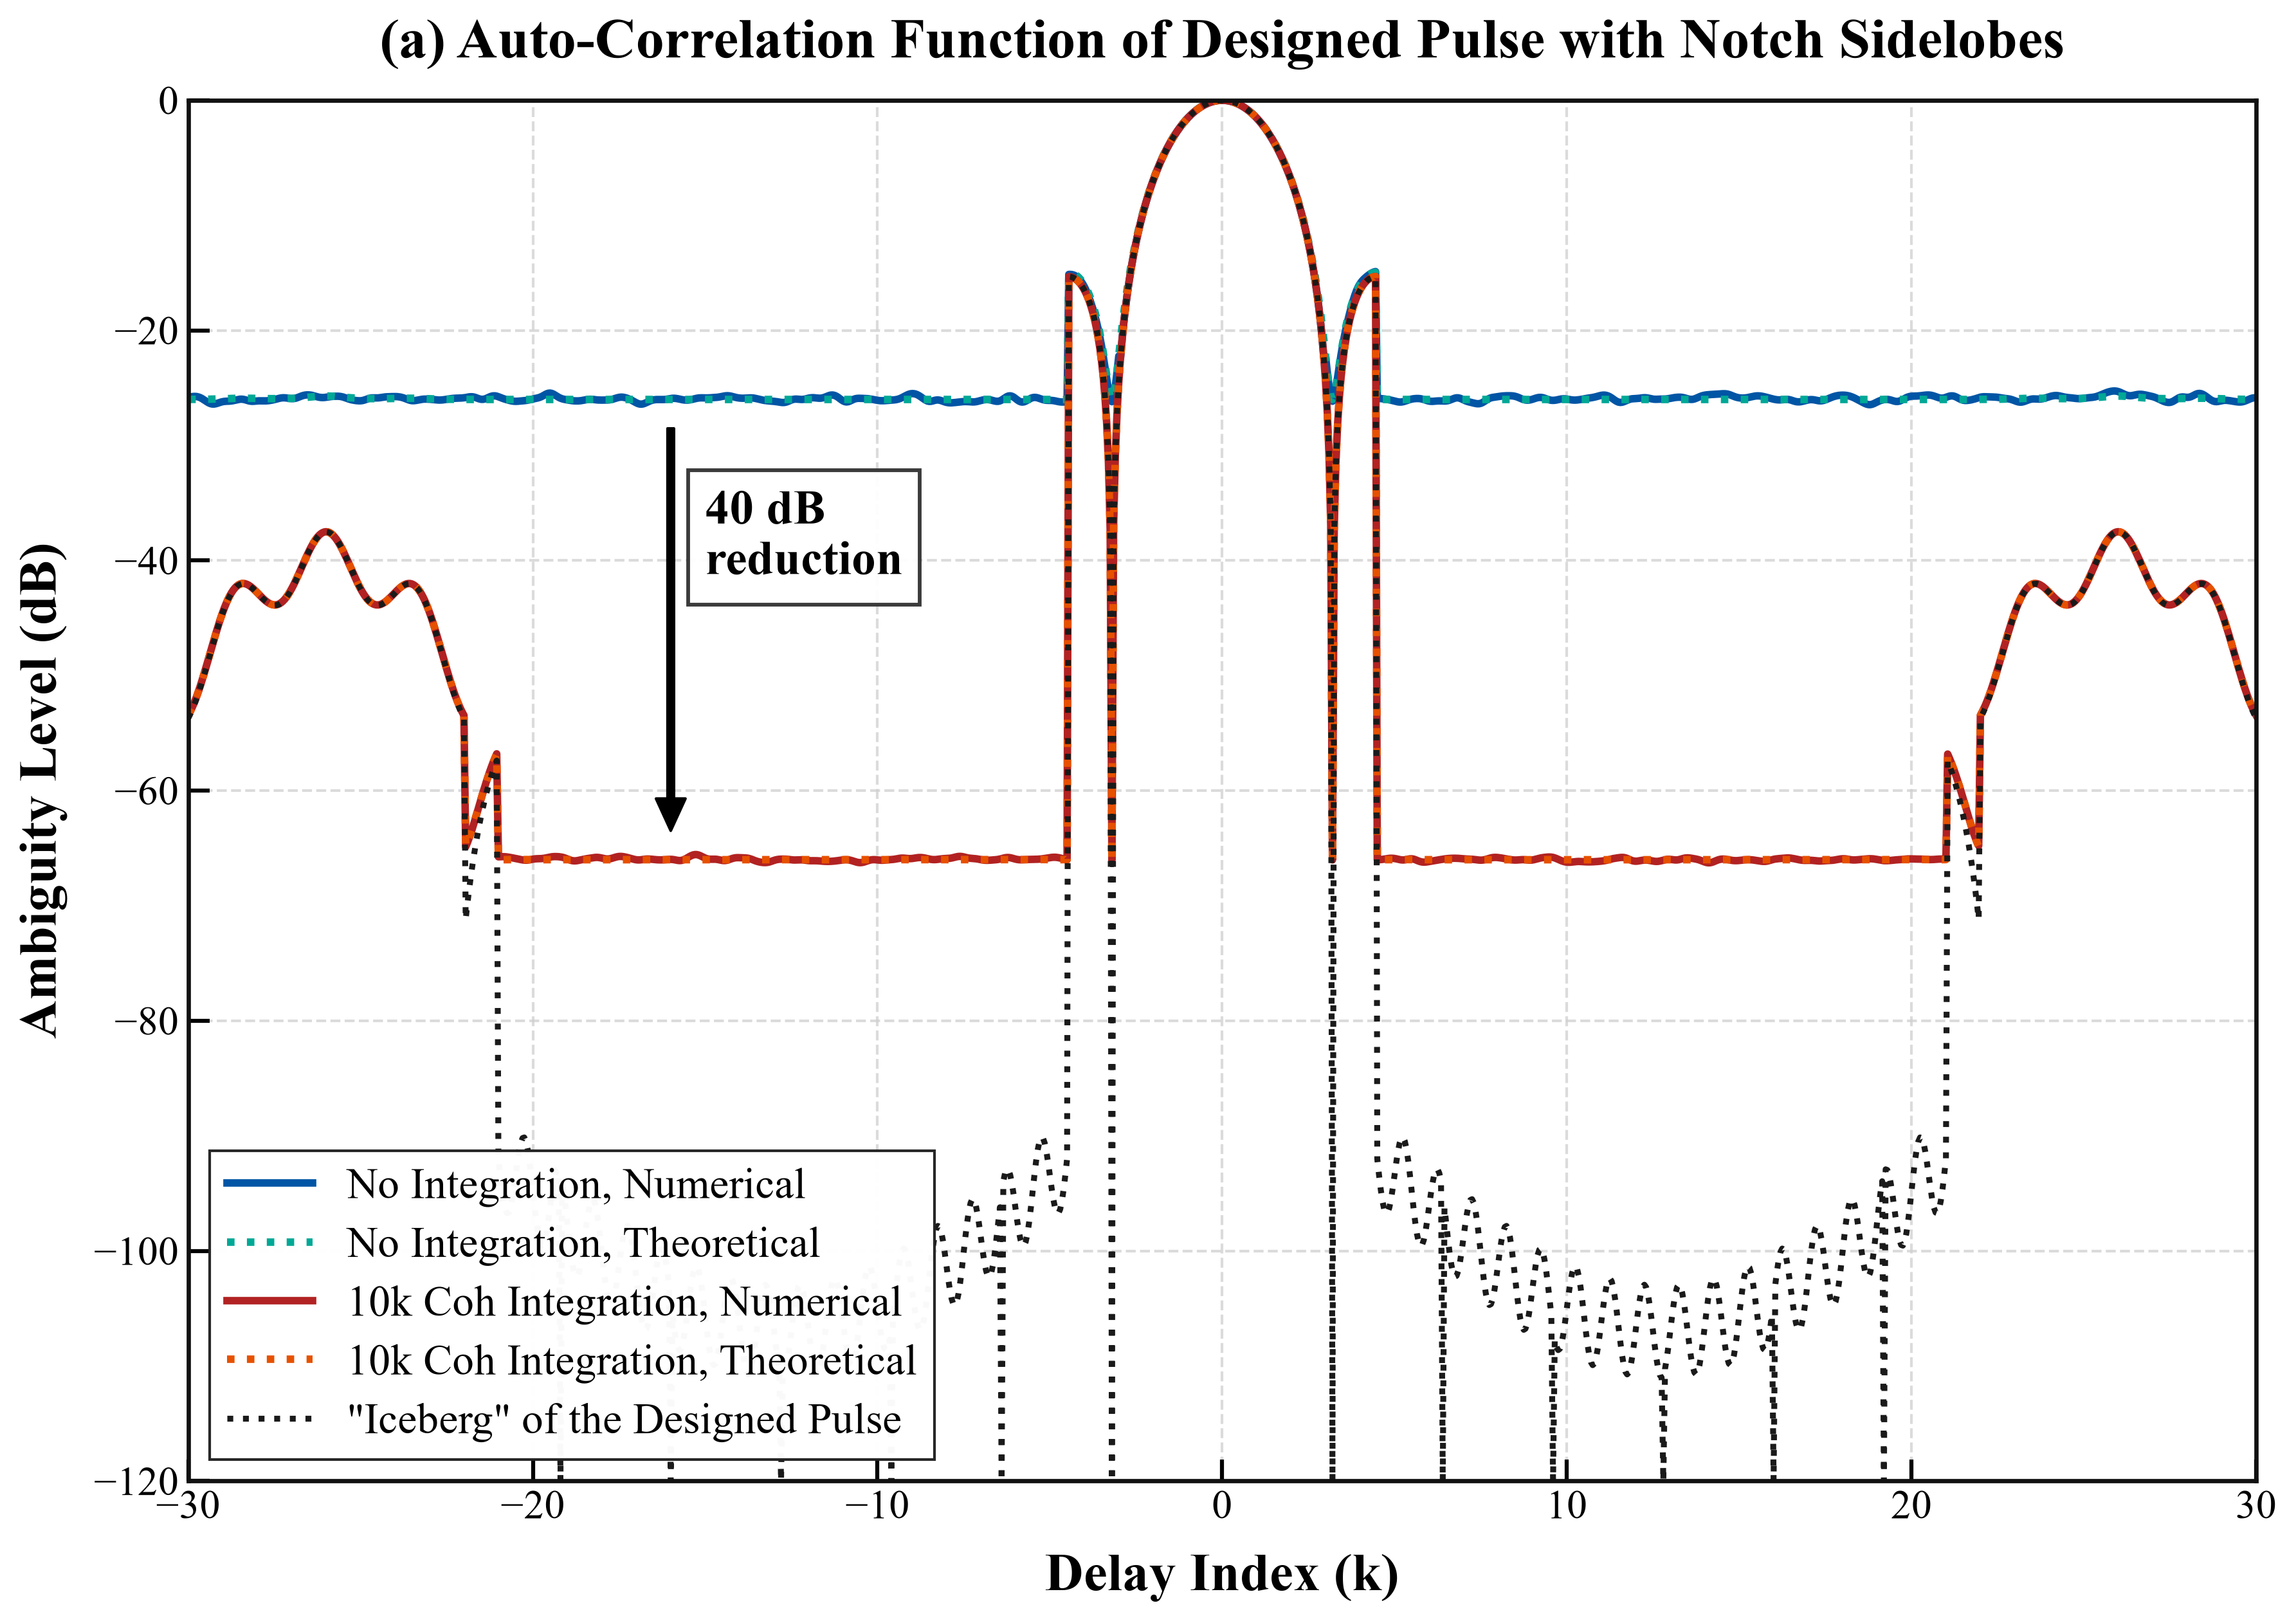 (a) Auto-Correlation Function of Designed Pulse with Notch Sidelobes
Ambiguity Level (dB)
0
−20
−40
−60
−80
−100
−120
40 dB
reduction
No Integration, Numerical
No Integration, Theoretical
10k Coh Integration, Numerical
10k Coh Integration, Theoretical
"Iceberg" of the Designed Pulse
−30
−20
−10
0
10
20
30
Delay Index (k)